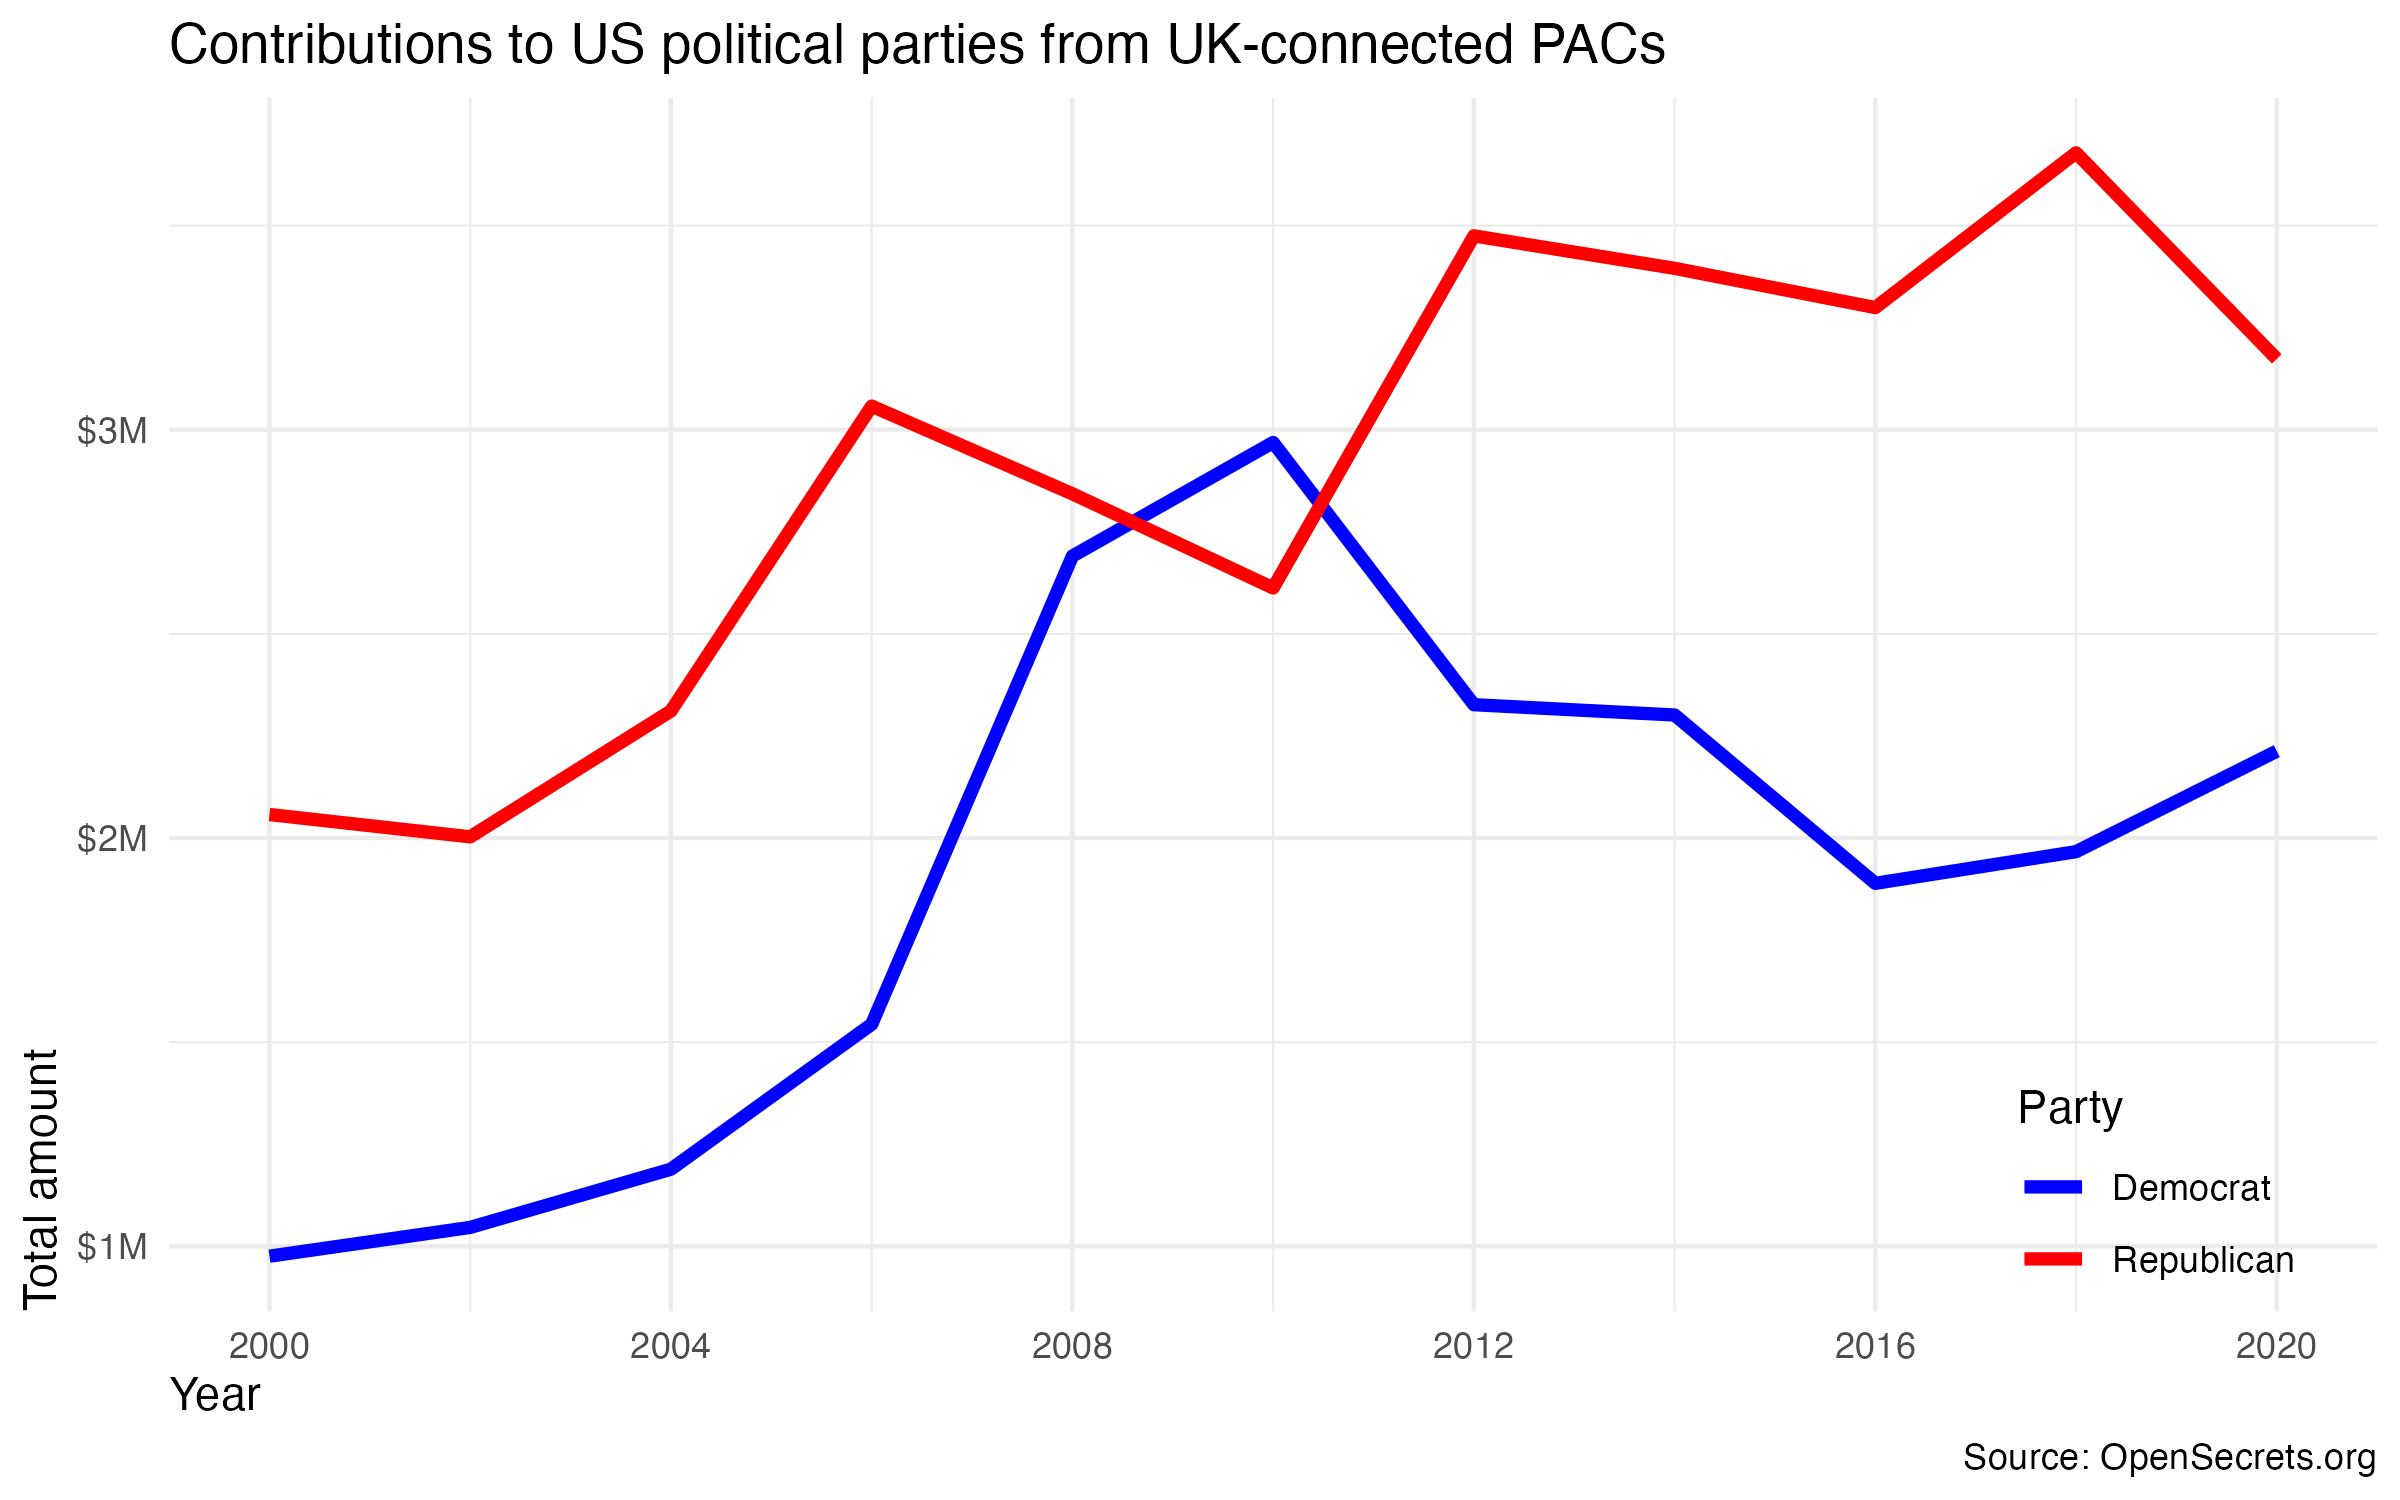 Contributions to US political parties from UK-connected PACs
$3M
$2M
$1M
Total amount
Party
Democrat
Republican
2000 2004 2008 2012 2016 2020
Year
Source: OpenSecrets.org